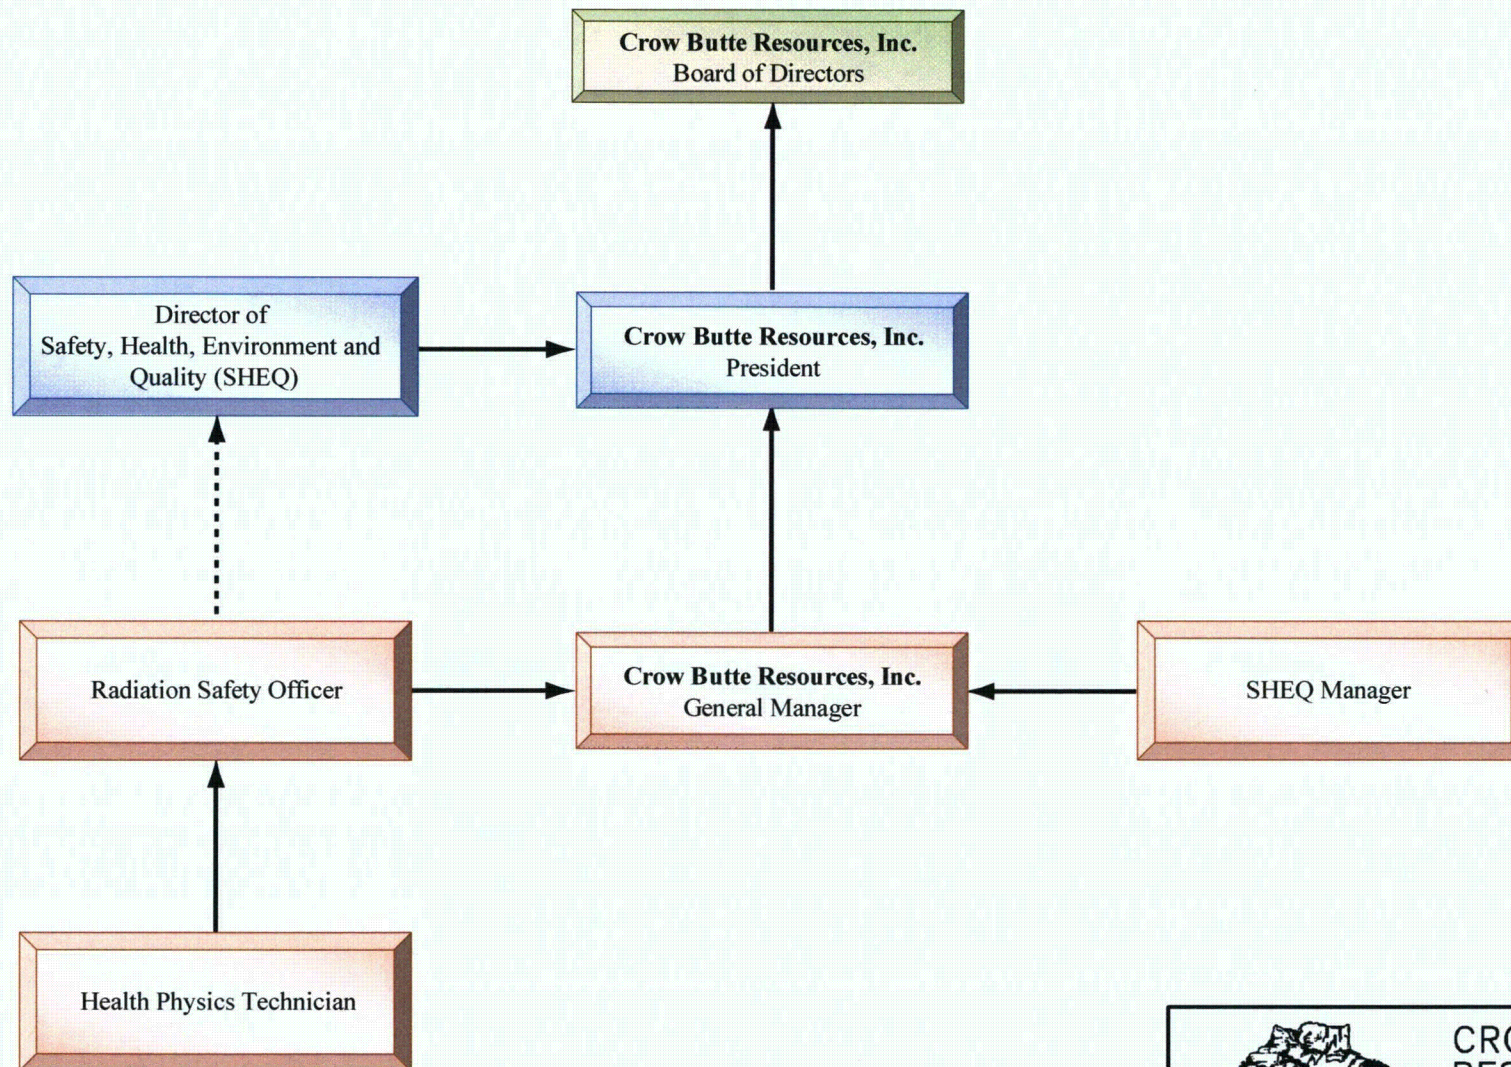 Crow Butte Resources, Inc.
Board of Directors
Director of
Safety, Health, Environment and
Quality (SHEQ)
Crow Butte Resources, Inc.
President
Radiation Safety Officer
Crow Butte Resources, Inc.
General Manager
SHEQ Manager
Health Physics Technician